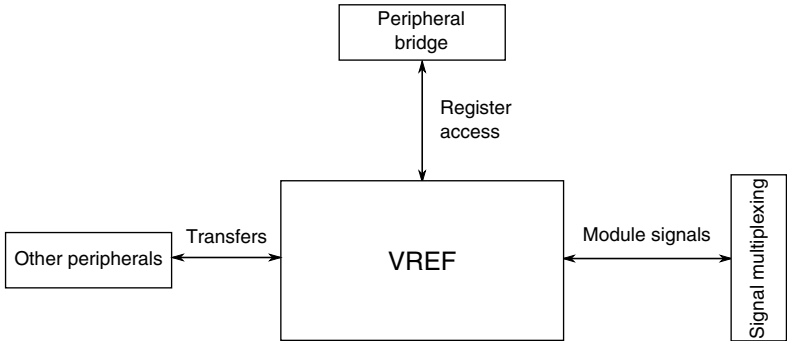 Peripheral
bridge
Register
access
Transfers
Other peripherals
VREF
Module signals
Signal multiplexing